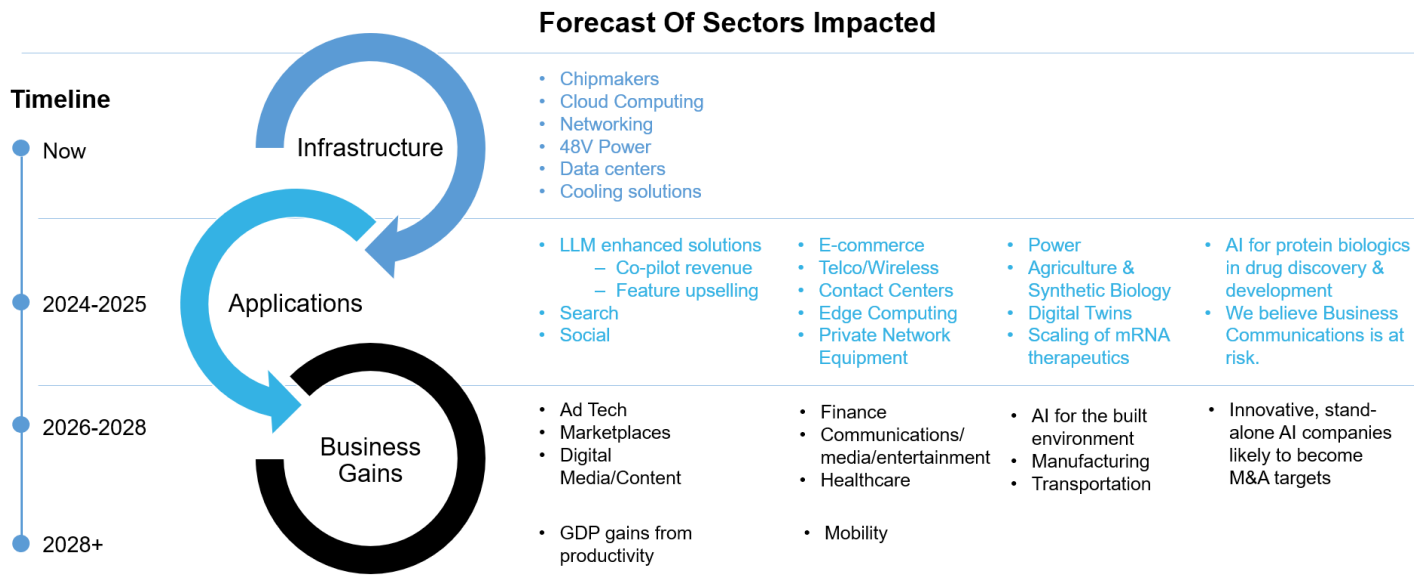 Forecast Of Sectors Impacted
Timeline
Now
Infrastructure
• Chipmakers
• Cloud Computing
• Networking
• 48V Power
• Data centers
• Cooling solutions
2024-2025
Applications
• LLM enhanced solutions
– Co-pilot revenue
– Feature upselling
• Search
• Social
• E-commerce
• Telco/Wireless
• Contact Centers
• Edge Computing
• Private Network
Equipment
• Power
• Agriculture &
Synthetic Biology
• Digital Twins
• Scaling of mRNA
therapeutics
• AI for protein biologics
in drug discovery &
development
• We believe Business
Communications is at
risk.
2026-2028
Business
Gains
• Ad Tech
• Marketplaces
• Digital
Media/Content
• Finance
• Communications/
media/entertainment
• Healthcare
• AI for the built
environment
• Manufacturing
• Transportation
• Innovative, stand-
alone AI companies
likely to become
M&A targets
2028+
• GDP gains from
productivity
• Mobility